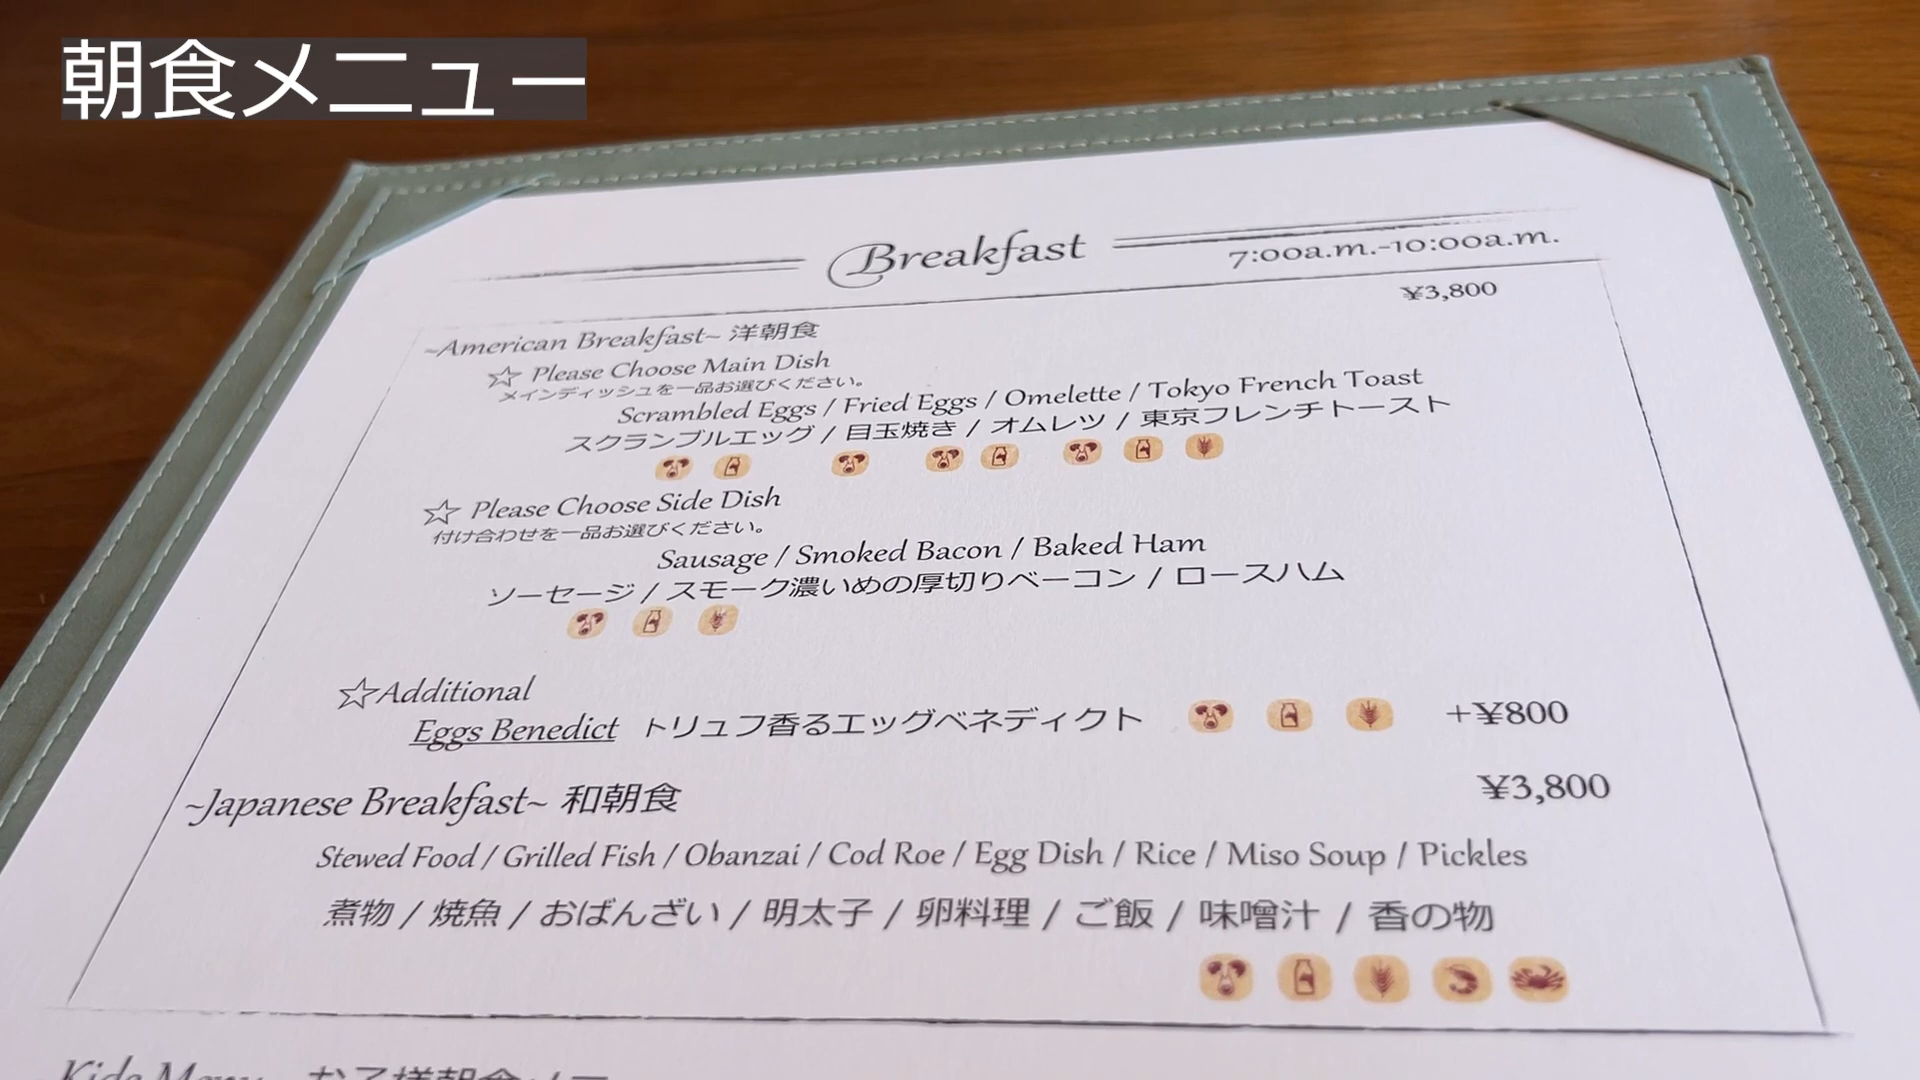 朝食メニュー
Breakfast
7:00a.m.-10:00a.m.
¥3,800
~American Breakfast~ 洋朝食
☆ Please Choose Main Dish
メインディッシュを一品お選びください。
Scrambled Eggs / Fried Eggs / Omelette / Tokyo French Toast
スクランブルエッグ / 目玉焼き / オムレツ / 東京フレンチトースト
☆ Please Choose Side Dish
付け合わせを一品お選びください。
Sausage / Smoked Bacon / Baked Ham
ソーセージ / スモーク濃いめの厚切りベーコン / ロースハム
☆Additional
Eggs Benedict トリュフ香るエッグベネディクト +¥800
~Japanese Breakfast~ 和朝食 ¥3,800
Stewed Food / Grilled Fish / Obanzai / Cod Roe / Egg Dish / Rice / Miso Soup / Pickles
煮物 / 焼魚 / おばんざい / 明太子 / 卵料理 / ご飯 / 味噌汁 / 香の物
Kids Menu お子様朝食メニ